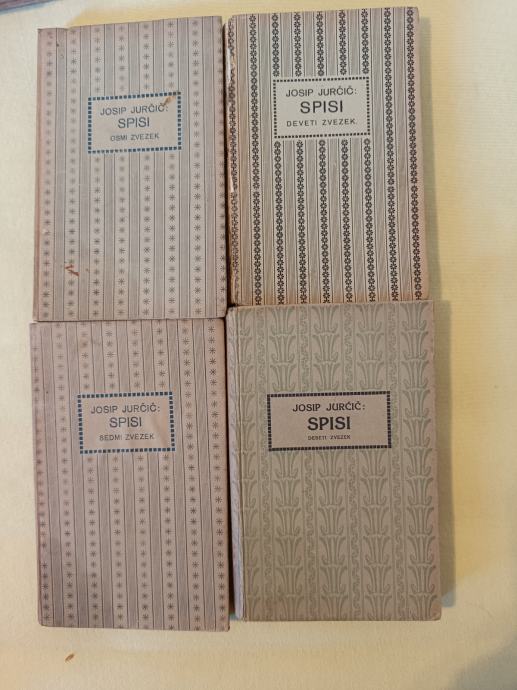 JOSIP JURČIČ:
SPISI
OSMI ZVEZEK
JOSIP JURČIČ:
SPISI
DEVETI ZVEZEK.
JOSIP JURČIČ:
SPISI
SEDMI ZVEZEK
JOSIP JURČIČ:
SPISI
DESETI ZVEZEK